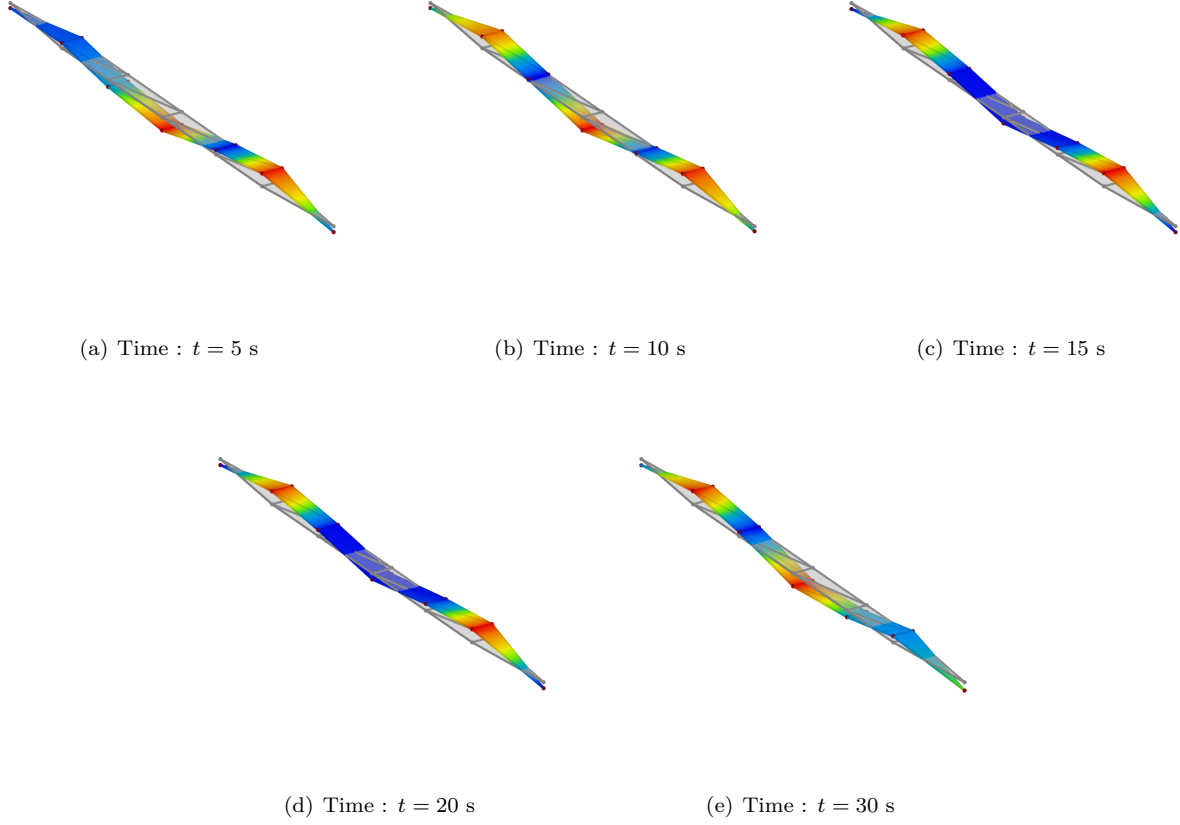 (a) Time : t = 5 s
(b) Time : t = 10 s
(c) Time : t = 15 s
(d) Time : t = 20 s
(e) Time : t = 30 s